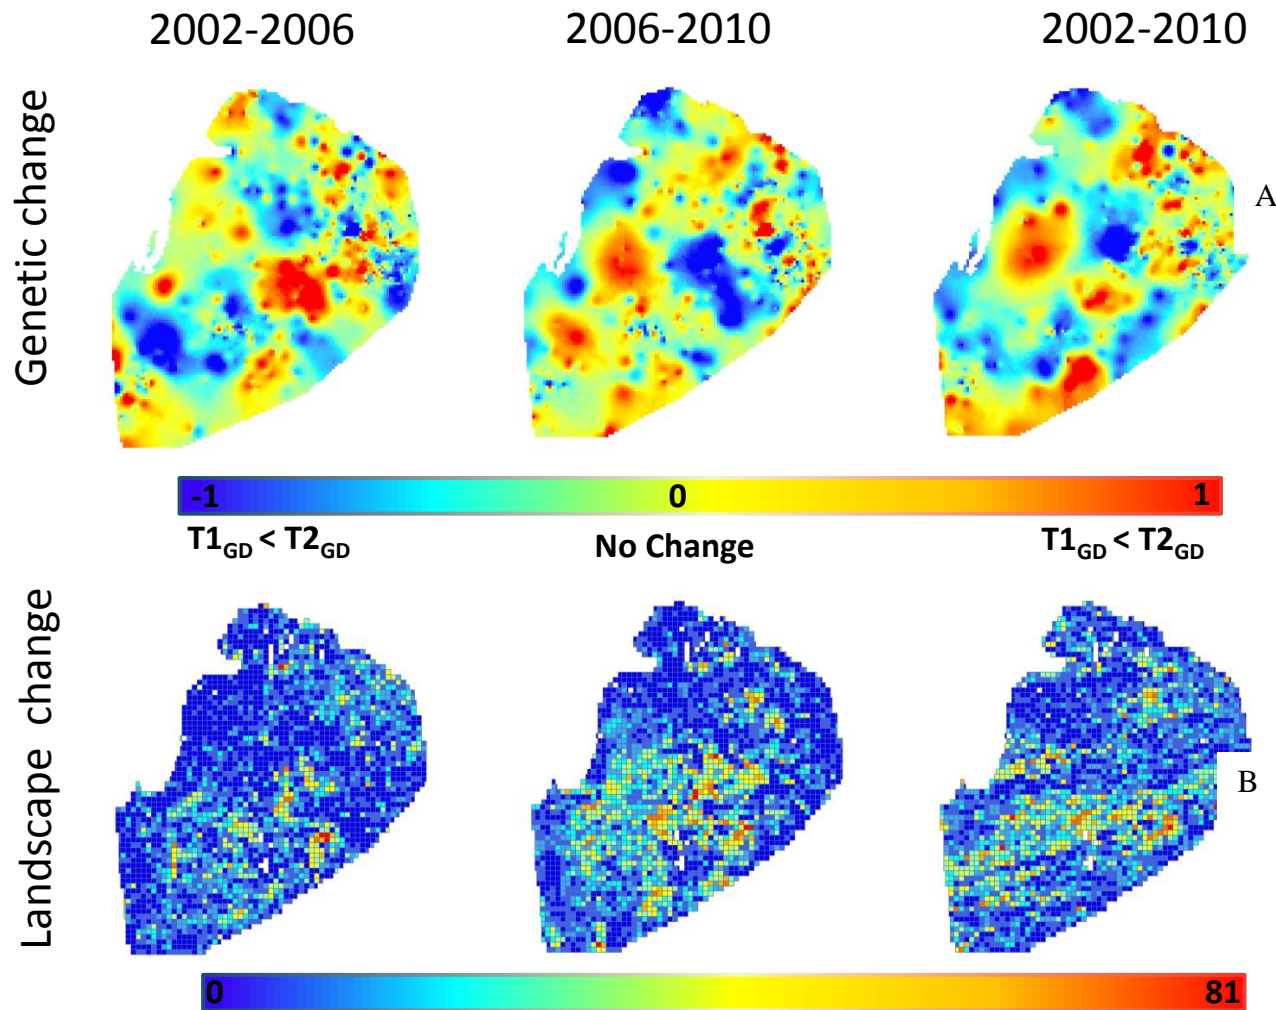 2002-2006 2006-2010 2002-2010
Genetic change
A
-1 0 1
T1GD < T2GD No Change T1GD < T2GD
Landscape change
B
0 81